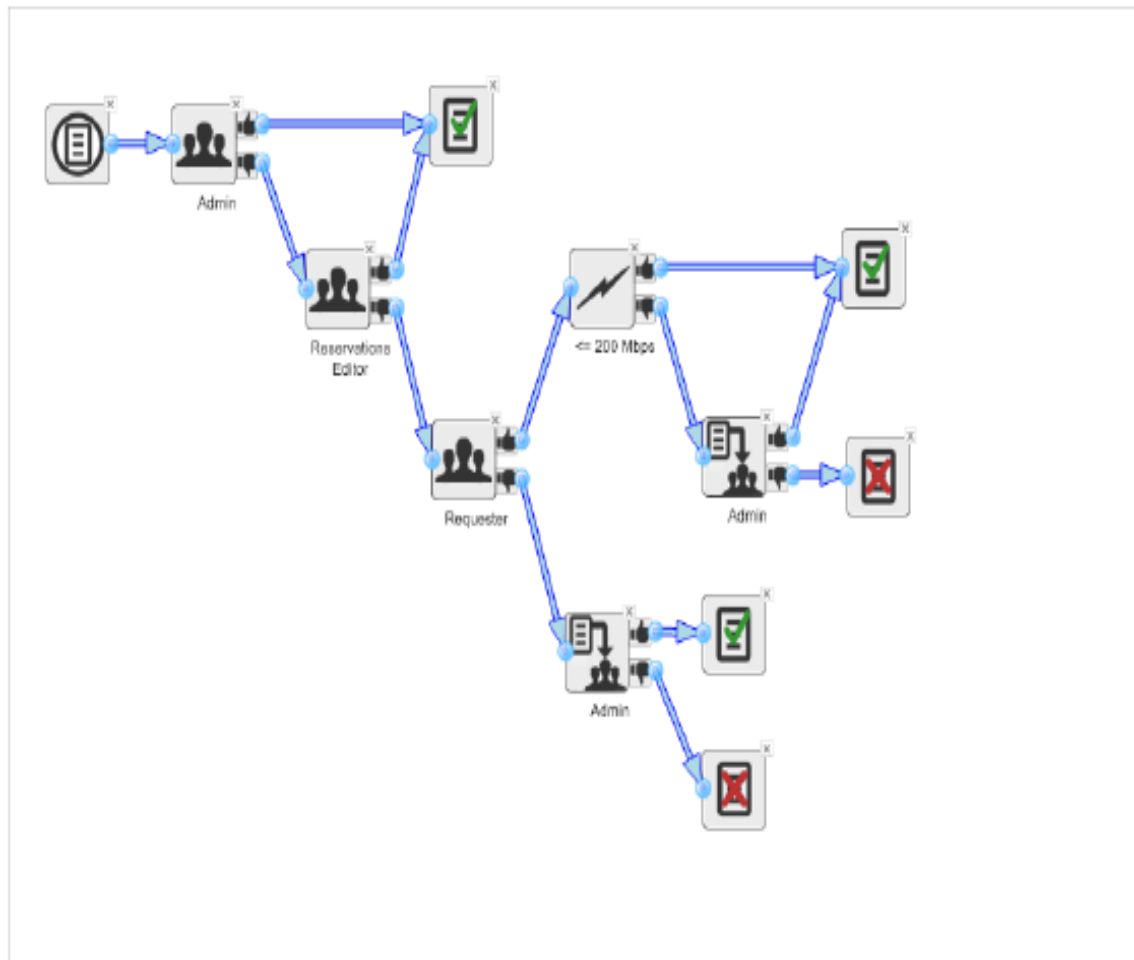 Admin
Reservations
Editor
<= 200 Mbps
Requester
Admin
Admin